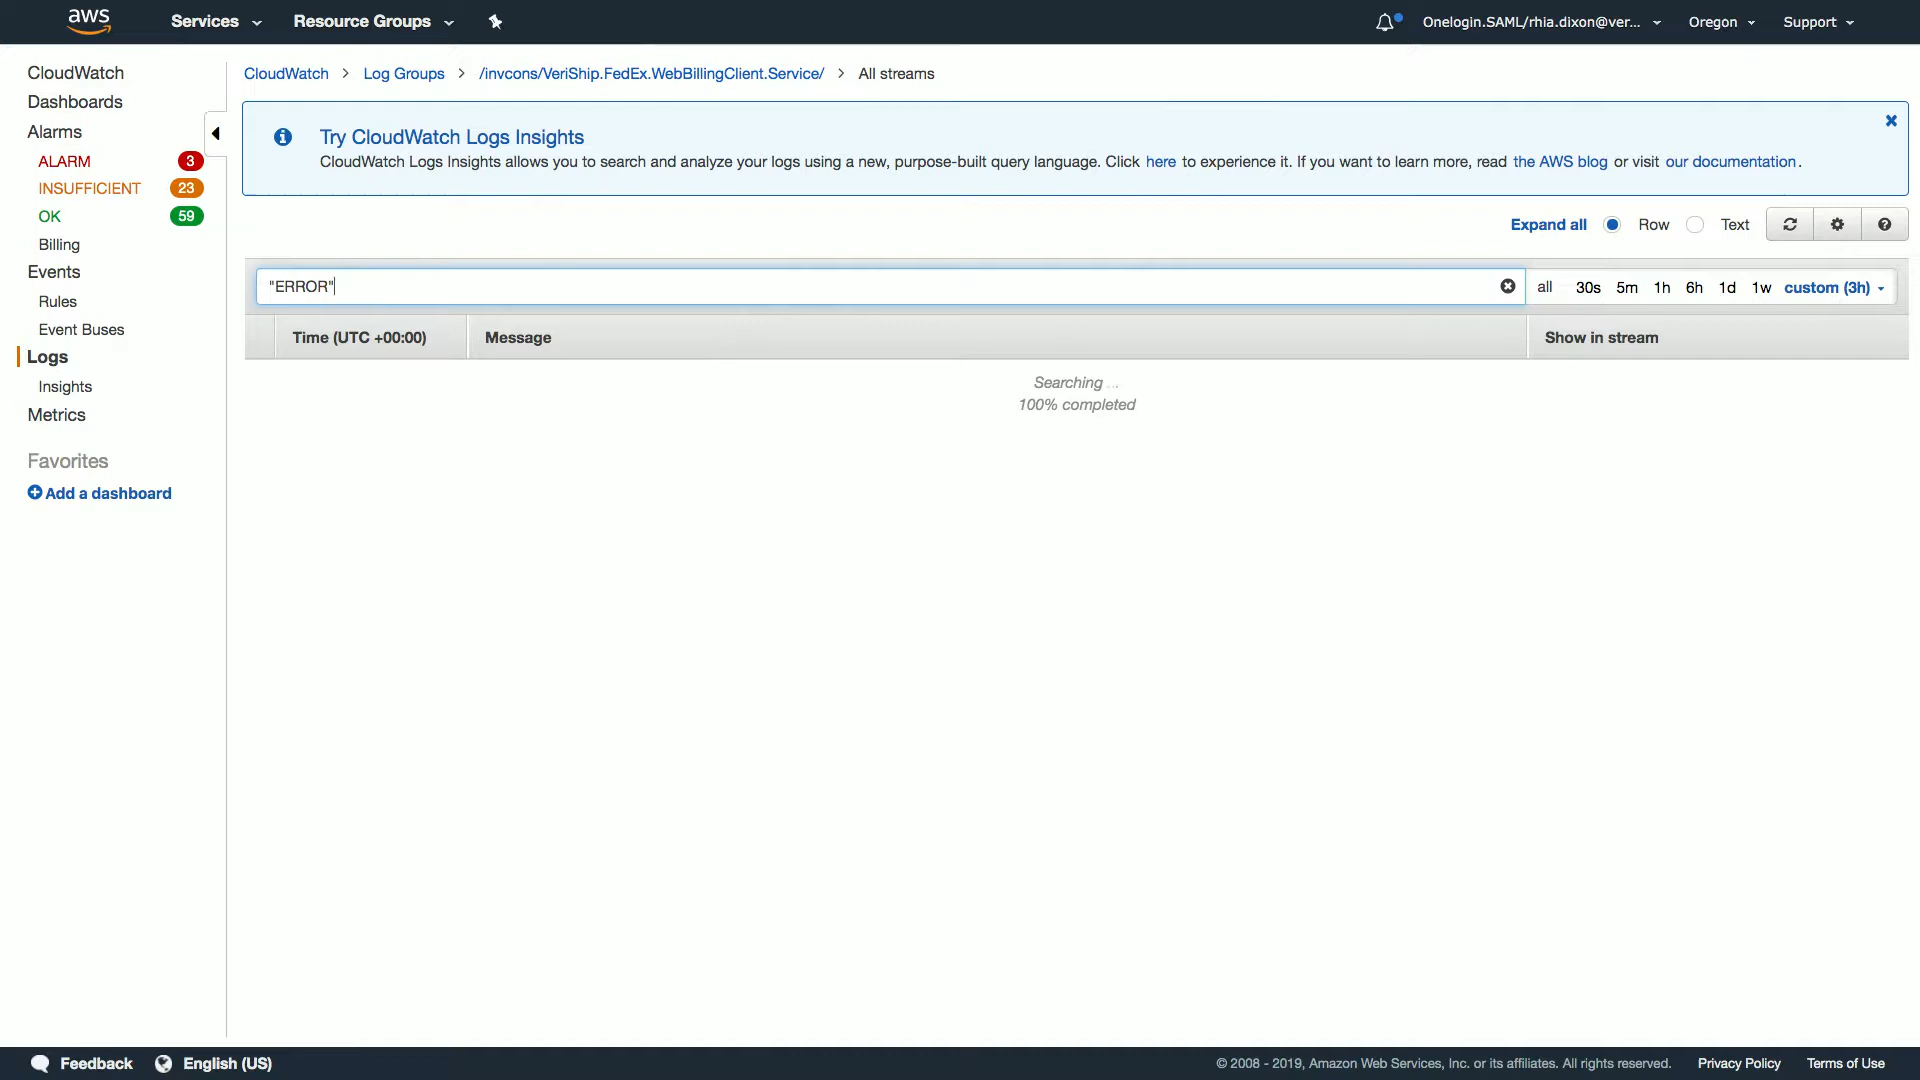 aws Services Resource Groups Onelogin.SAML/rhia.dixon@ver... Oregon Support
CloudWatch
Dashboards
Alarms
ALARM 3
INSUFFICIENT 23
OK 59
Billing
Events
Rules
Event Buses
Logs
Insights
Metrics
Favorites
Add a dashboard
CloudWatch > Log Groups > /invcons/VeriShip.FedEx.WebBillingClient.Service/ > All streams
Try CloudWatch Logs Insights
CloudWatch Logs Insights allows you to search and analyze your logs using a new, purpose-built query language. Click here to experience it. If you want to learn more, read the AWS blog or visit our documentation.
Expand all Row Text
"ERROR" all 30s 5m 1h 6h 1d 1w custom (3h)
Time (UTC +00:00) Message Show in stream
Searching ...
100% completed
Feedback English (US) © 2008 - 2019, Amazon Web Services, Inc. or its affiliates. All rights reserved. Privacy Policy Terms of Use